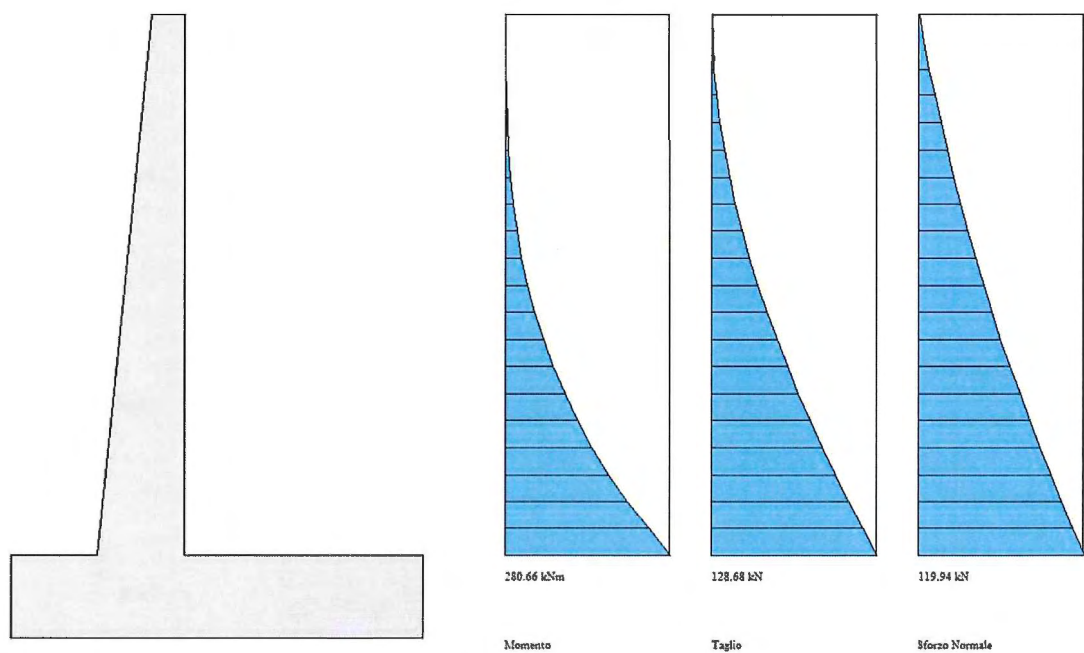 280.66 kNm
128.68 kN
119.94 kN
Momento
Taglio
Sforzo Normale